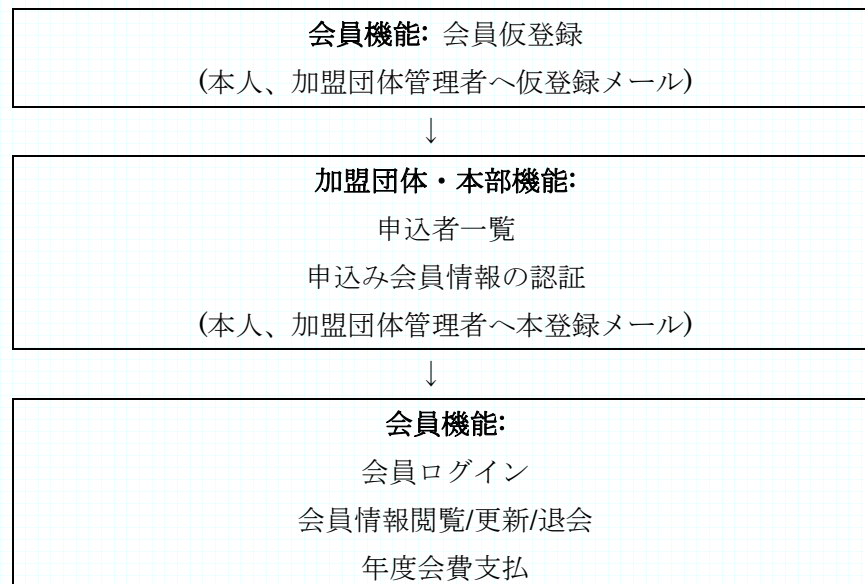 会員機能: 会員仮登録
(本人、加盟団体管理者へ仮登録メール)
↓
加盟団体・本部機能:
申込者一覧
申込み会員情報の認証
(本人、加盟団体管理者へ本登録メール)
↓
会員機能:
会員ログイン
会員情報閲覧/更新/退会
年度会費支払